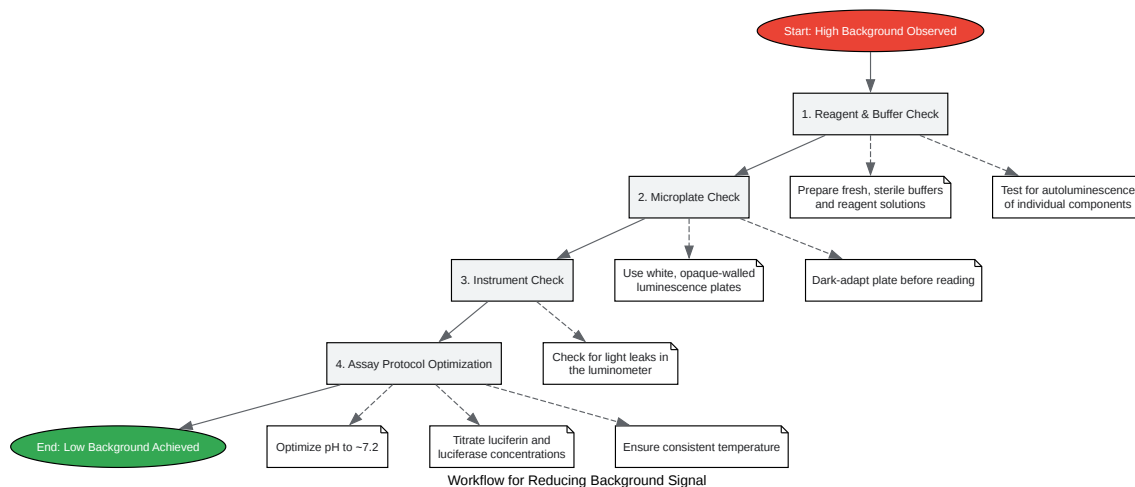 Start: High Background Observed
1. Reagent & Buffer Check
2. Microplate Check
Prepare fresh, sterile buffers
and reagent solutions
Test for autoluminescence
of individual components
3. Instrument Check
Use white, opaque-walled
luminescence plates
Dark-adapt plate before reading
4. Assay Protocol Optimization
Check for light leaks in
the luminometer
End: Low Background Achieved
Optimize pH to ~7.2
Titrate luciferin and
luciferase concentrations
Ensure consistent temperature
Workflow for Reducing Background Signal